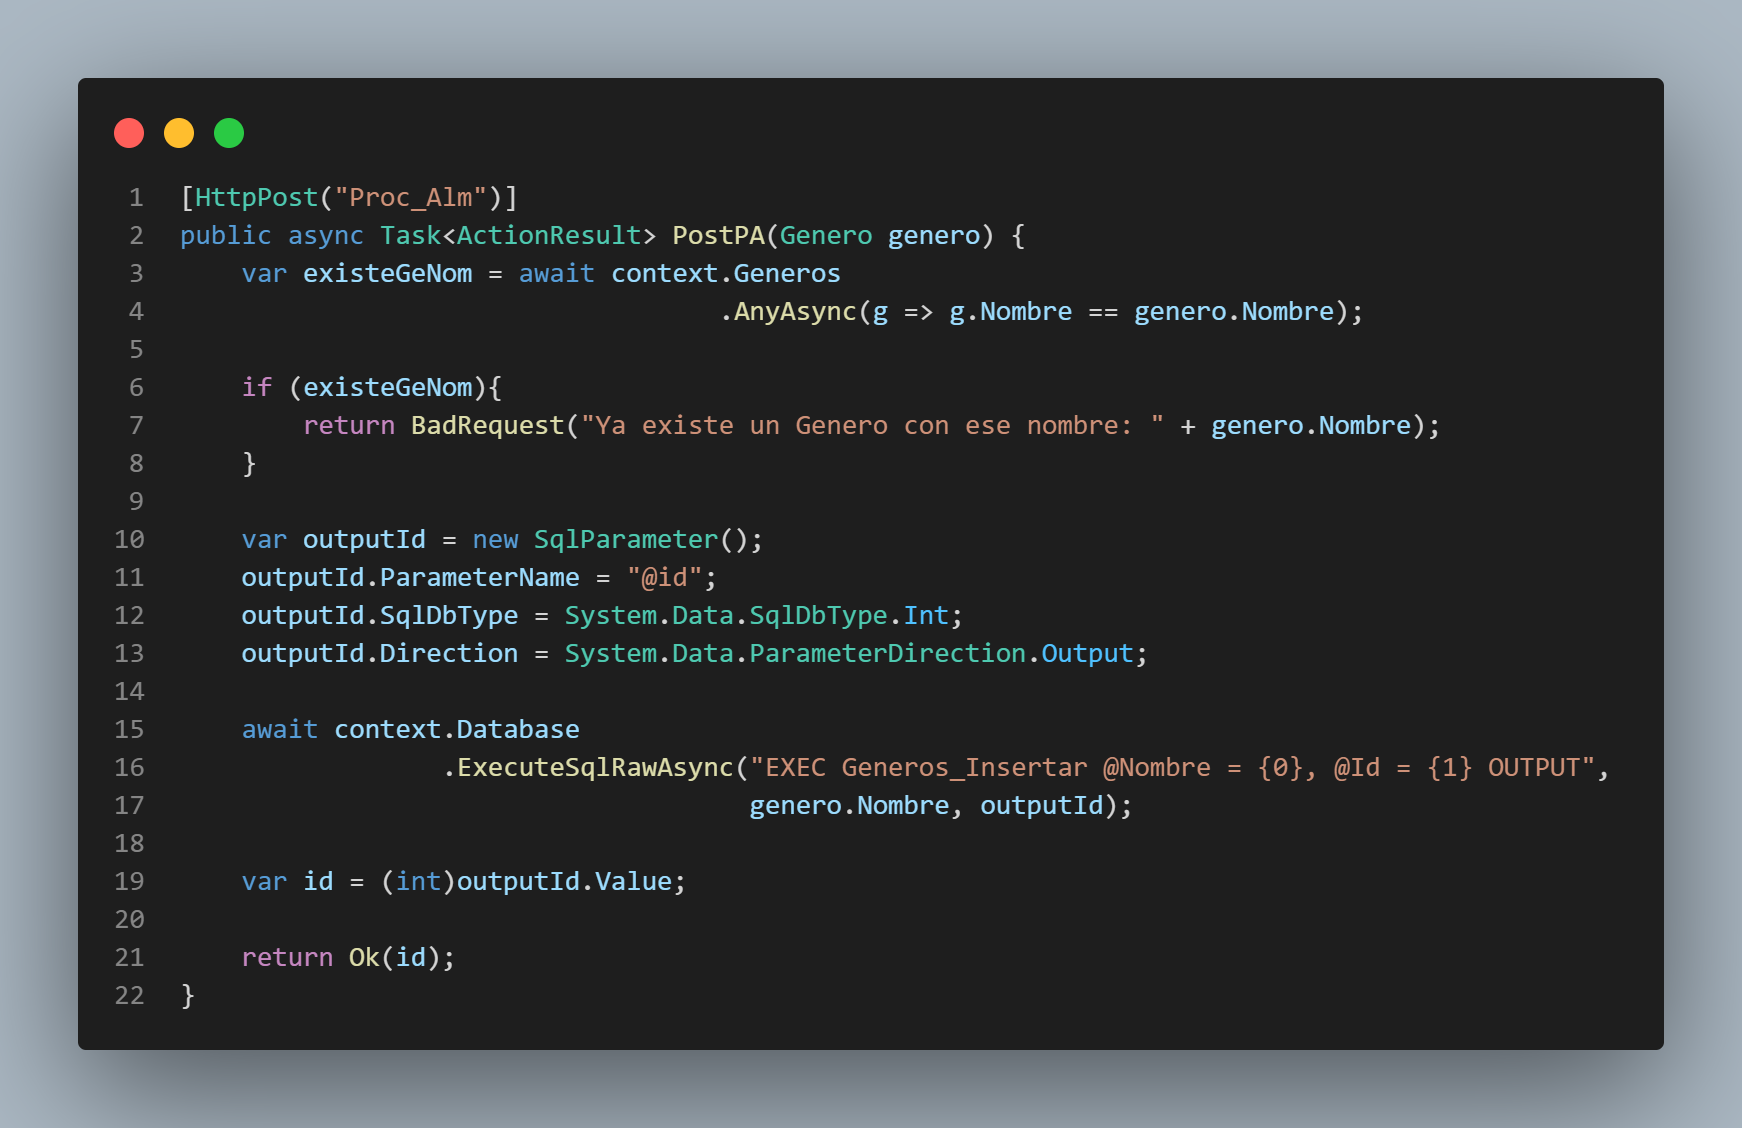 1 [HttpPost("Proc_Alm")]
2 public async Task<ActionResult> PostPA(Genero genero) {
3     var existeGeNom = await context.Generos
4                                    .AnyAsync(g => g.Nombre == genero.Nombre);
5
6     if (existeGeNom){
7         return BadRequest("Ya existe un Genero con ese nombre: " + genero.Nombre);
8     }
9
10     var outputId = new SqlParameter();
11     outputId.ParameterName = "@id";
12     outputId.SqlDbType = System.Data.SqlDbType.Int;
13     outputId.Direction = System.Data.ParameterDirection.Output;
14
15     await context.Database
16                  .ExecuteSqlRawAsync("EXEC Generos_Insertar @Nombre = {0}, @Id = {1} OUTPUT",
17                                      genero.Nombre, outputId);
18
19     var id = (int)outputId.Value;
20
21     return Ok(id);
22 }